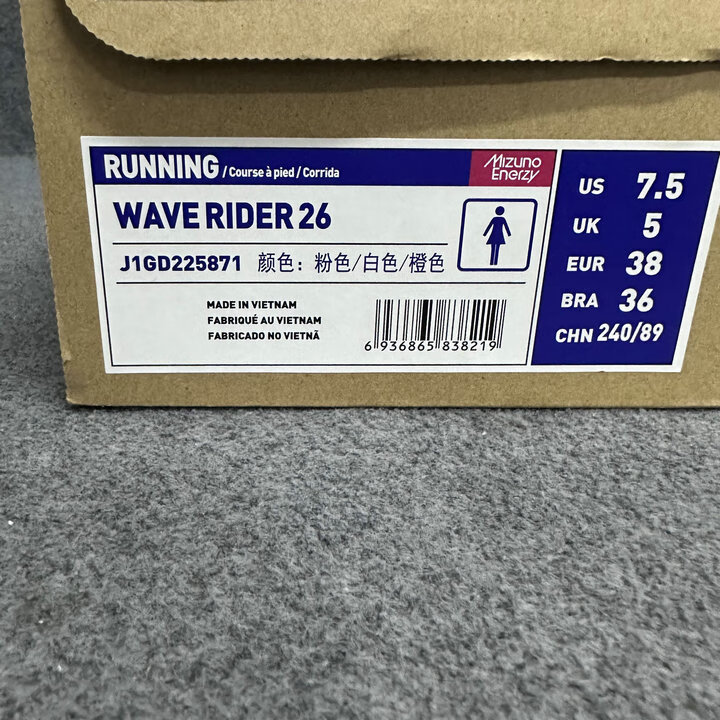 RUNNING / Course à pied / Corrida
Mizuno
Enerzy
WAVE RIDER 26
J1GD225871 颜色：粉色/白色/橙色
MADE IN VIETNAM
FABRIQUÉ AU VIETNAM
FABRICADO NO VIETNÃ
6 936865 838219
US 7.5
UK 5
EUR 38
BRA 36
CHN 240/89